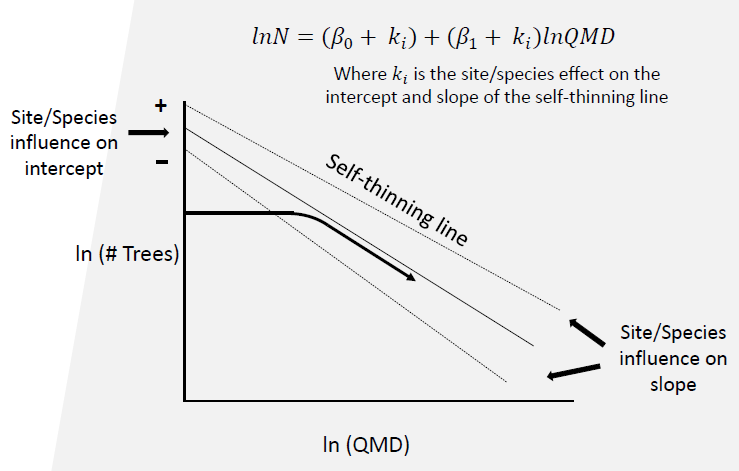 lnN = (β₀ + kᵢ) + (β₁ + kᵢ)lnQMD
Where kᵢ is the site/species effect on the
intercept and slope of the self-thinning line
Site/Species
influence on
intercept
+
−
Self-thinning line
ln (# Trees)
Site/Species
influence on
slope
ln (QMD)